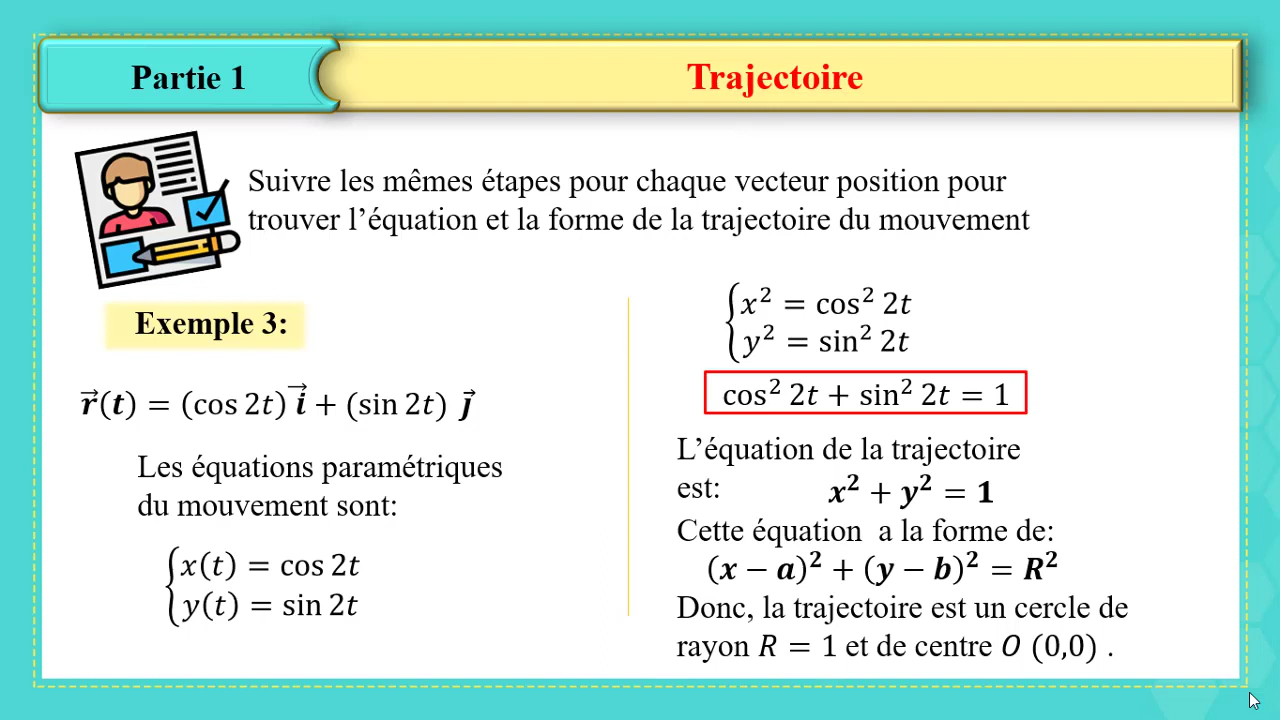 Partie 1
Trajectoire
Suivre les mêmes étapes pour chaque vecteur position pour
trouver l’équation et la forme de la trajectoire du mouvement
Exemple 3:
r⃗(t) = (cos 2t) i⃗ + (sin 2t) j⃗
Les équations paramétriques
du mouvement sont:
{x(t) = cos 2t
{y(t) = sin 2t
{x² = cos² 2t
{y² = sin² 2t
cos² 2t + sin² 2t = 1
L’équation de la trajectoire
est: x² + y² = 1
Cette équation a la forme de:
(x − a)² + (y − b)² = R²
Donc, la trajectoire est un cercle de
rayon R = 1 et de centre O (0,0) .